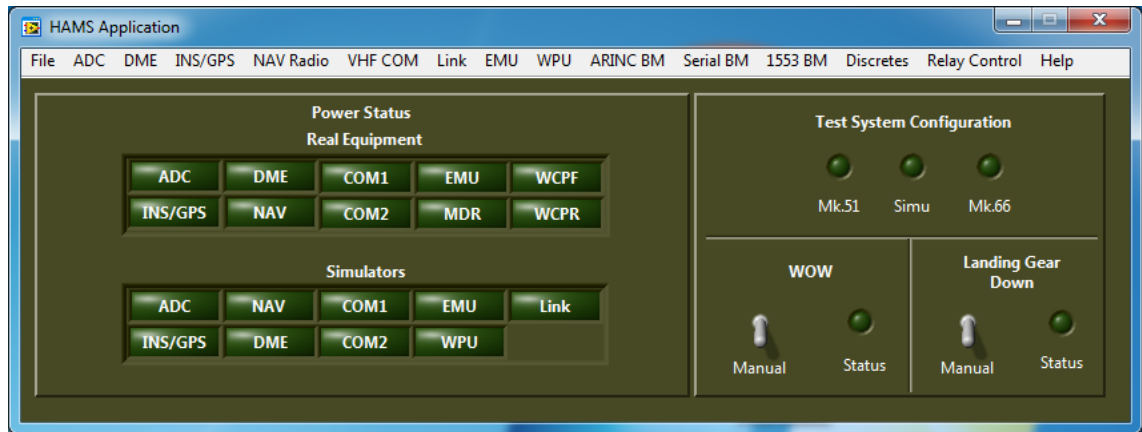 HAMS Application
File ADC DME INS/GPS NAV Radio VHF COM Link EMU WPU ARINC BM Serial BM 1553 BM Discretes Relay Control Help
Power Status
Real Equipment
ADC DME COM1 EMU WCPF
INS/GPS NAV COM2 MDR WCPR
Simulators
ADC NAV COM1 EMU Link
INS/GPS DME COM2 WPU
Test System Configuration
Mk.51 Simu Mk.66
WOW
Manual Status
Landing Gear
Down
Manual Status